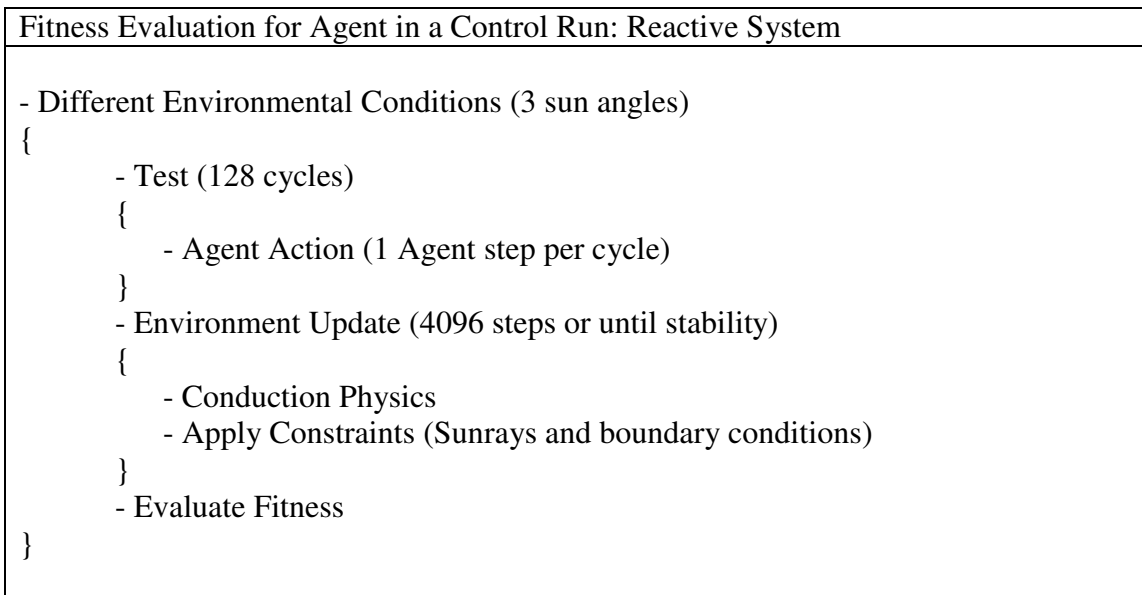 Fitness Evaluation for Agent in a Control Run: Reactive System
- Different Environmental Conditions (3 sun angles)
{
- Test (128 cycles)
{
- Agent Action (1 Agent step per cycle)
}
- Environment Update (4096 steps or until stability)
{
- Conduction Physics
- Apply Constraints (Sunrays and boundary conditions)
}
- Evaluate Fitness
}